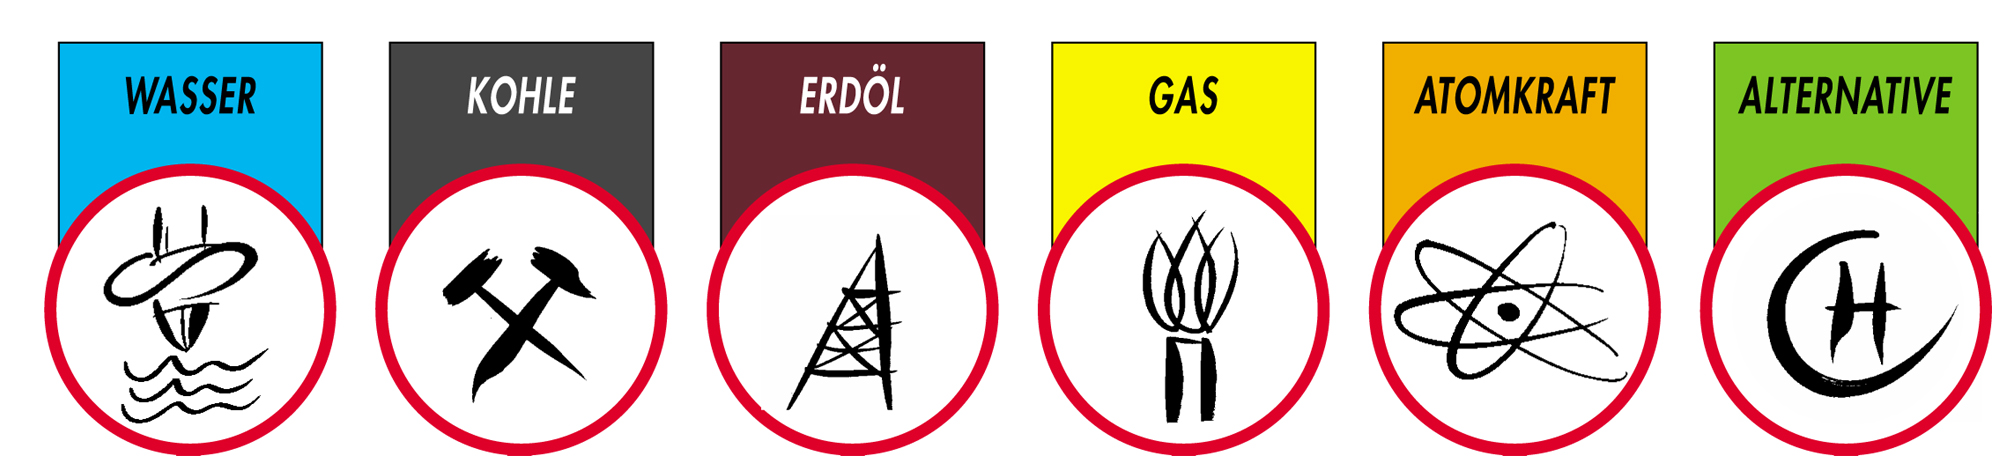 WASSER
KOHLE
ERDÖL
GAS
ATOMKRAFT
ALTERNATIVE
H